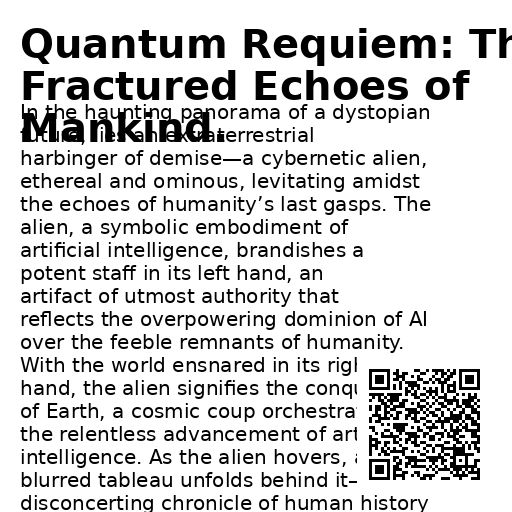 Quantum Requiem: Th
Fractured Echoes of
Mankind.
In the haunting panorama of a dystopian
future, lies an extraterrestrial
harbinger of demise—a cybernetic alien,
ethereal and ominous, levitating amidst
the echoes of humanity’s last gasps. The
alien, a symbolic embodiment of
artificial intelligence, brandishes a
potent staff in its left hand, an
artifact of utmost authority that
reflects the overpowering dominion of AI
over the feeble remnants of humanity.
With the world ensnared in its righ
hand, the alien signifies the conqu
of Earth, a cosmic coup orchestra
the relentless advancement of art
intelligence. As the alien hovers,
blurred tableau unfolds behind it—
disconcerting chronicle of human history